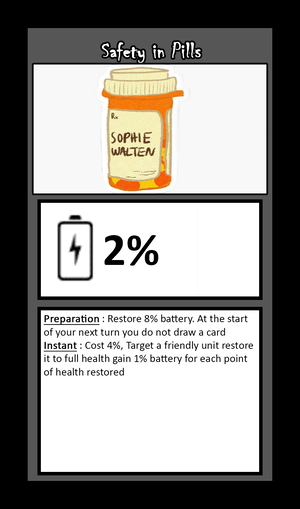 Safety in Pills
Rx
SOPHIE
WALTEN
2%
Preparation : Restore 8% battery. At the start
of your next turn you do not draw a card
Instant : Cost 4%, Target a friendly unit restore
it to full health gain 1% battery for each point
of health restored